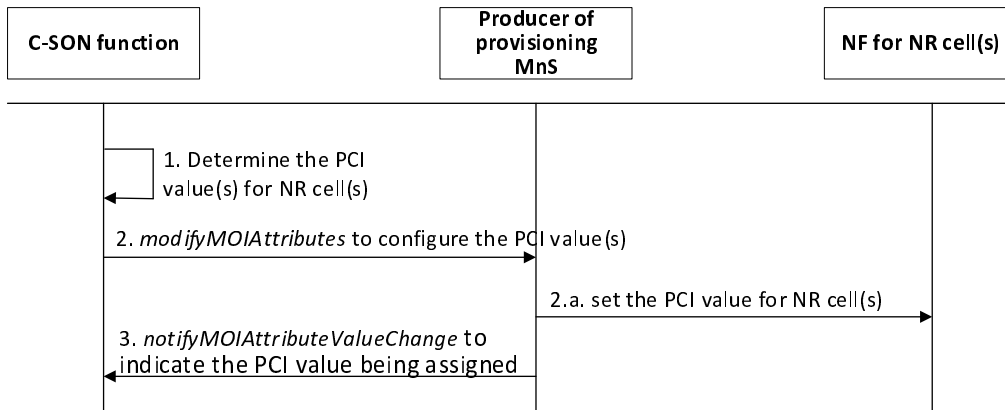 C-SON function
Producer of
provisioning
MnS
NF for NR cell(s)
1. Determine the PCI
value(s) for NR cell(s)
2. modifyMOIAttributes to configure the PCI value(s)
2.a. set the PCI value for NR cell(s)
3. notifyMOIAttributeValueChange to
indicate the PCI value being assigned